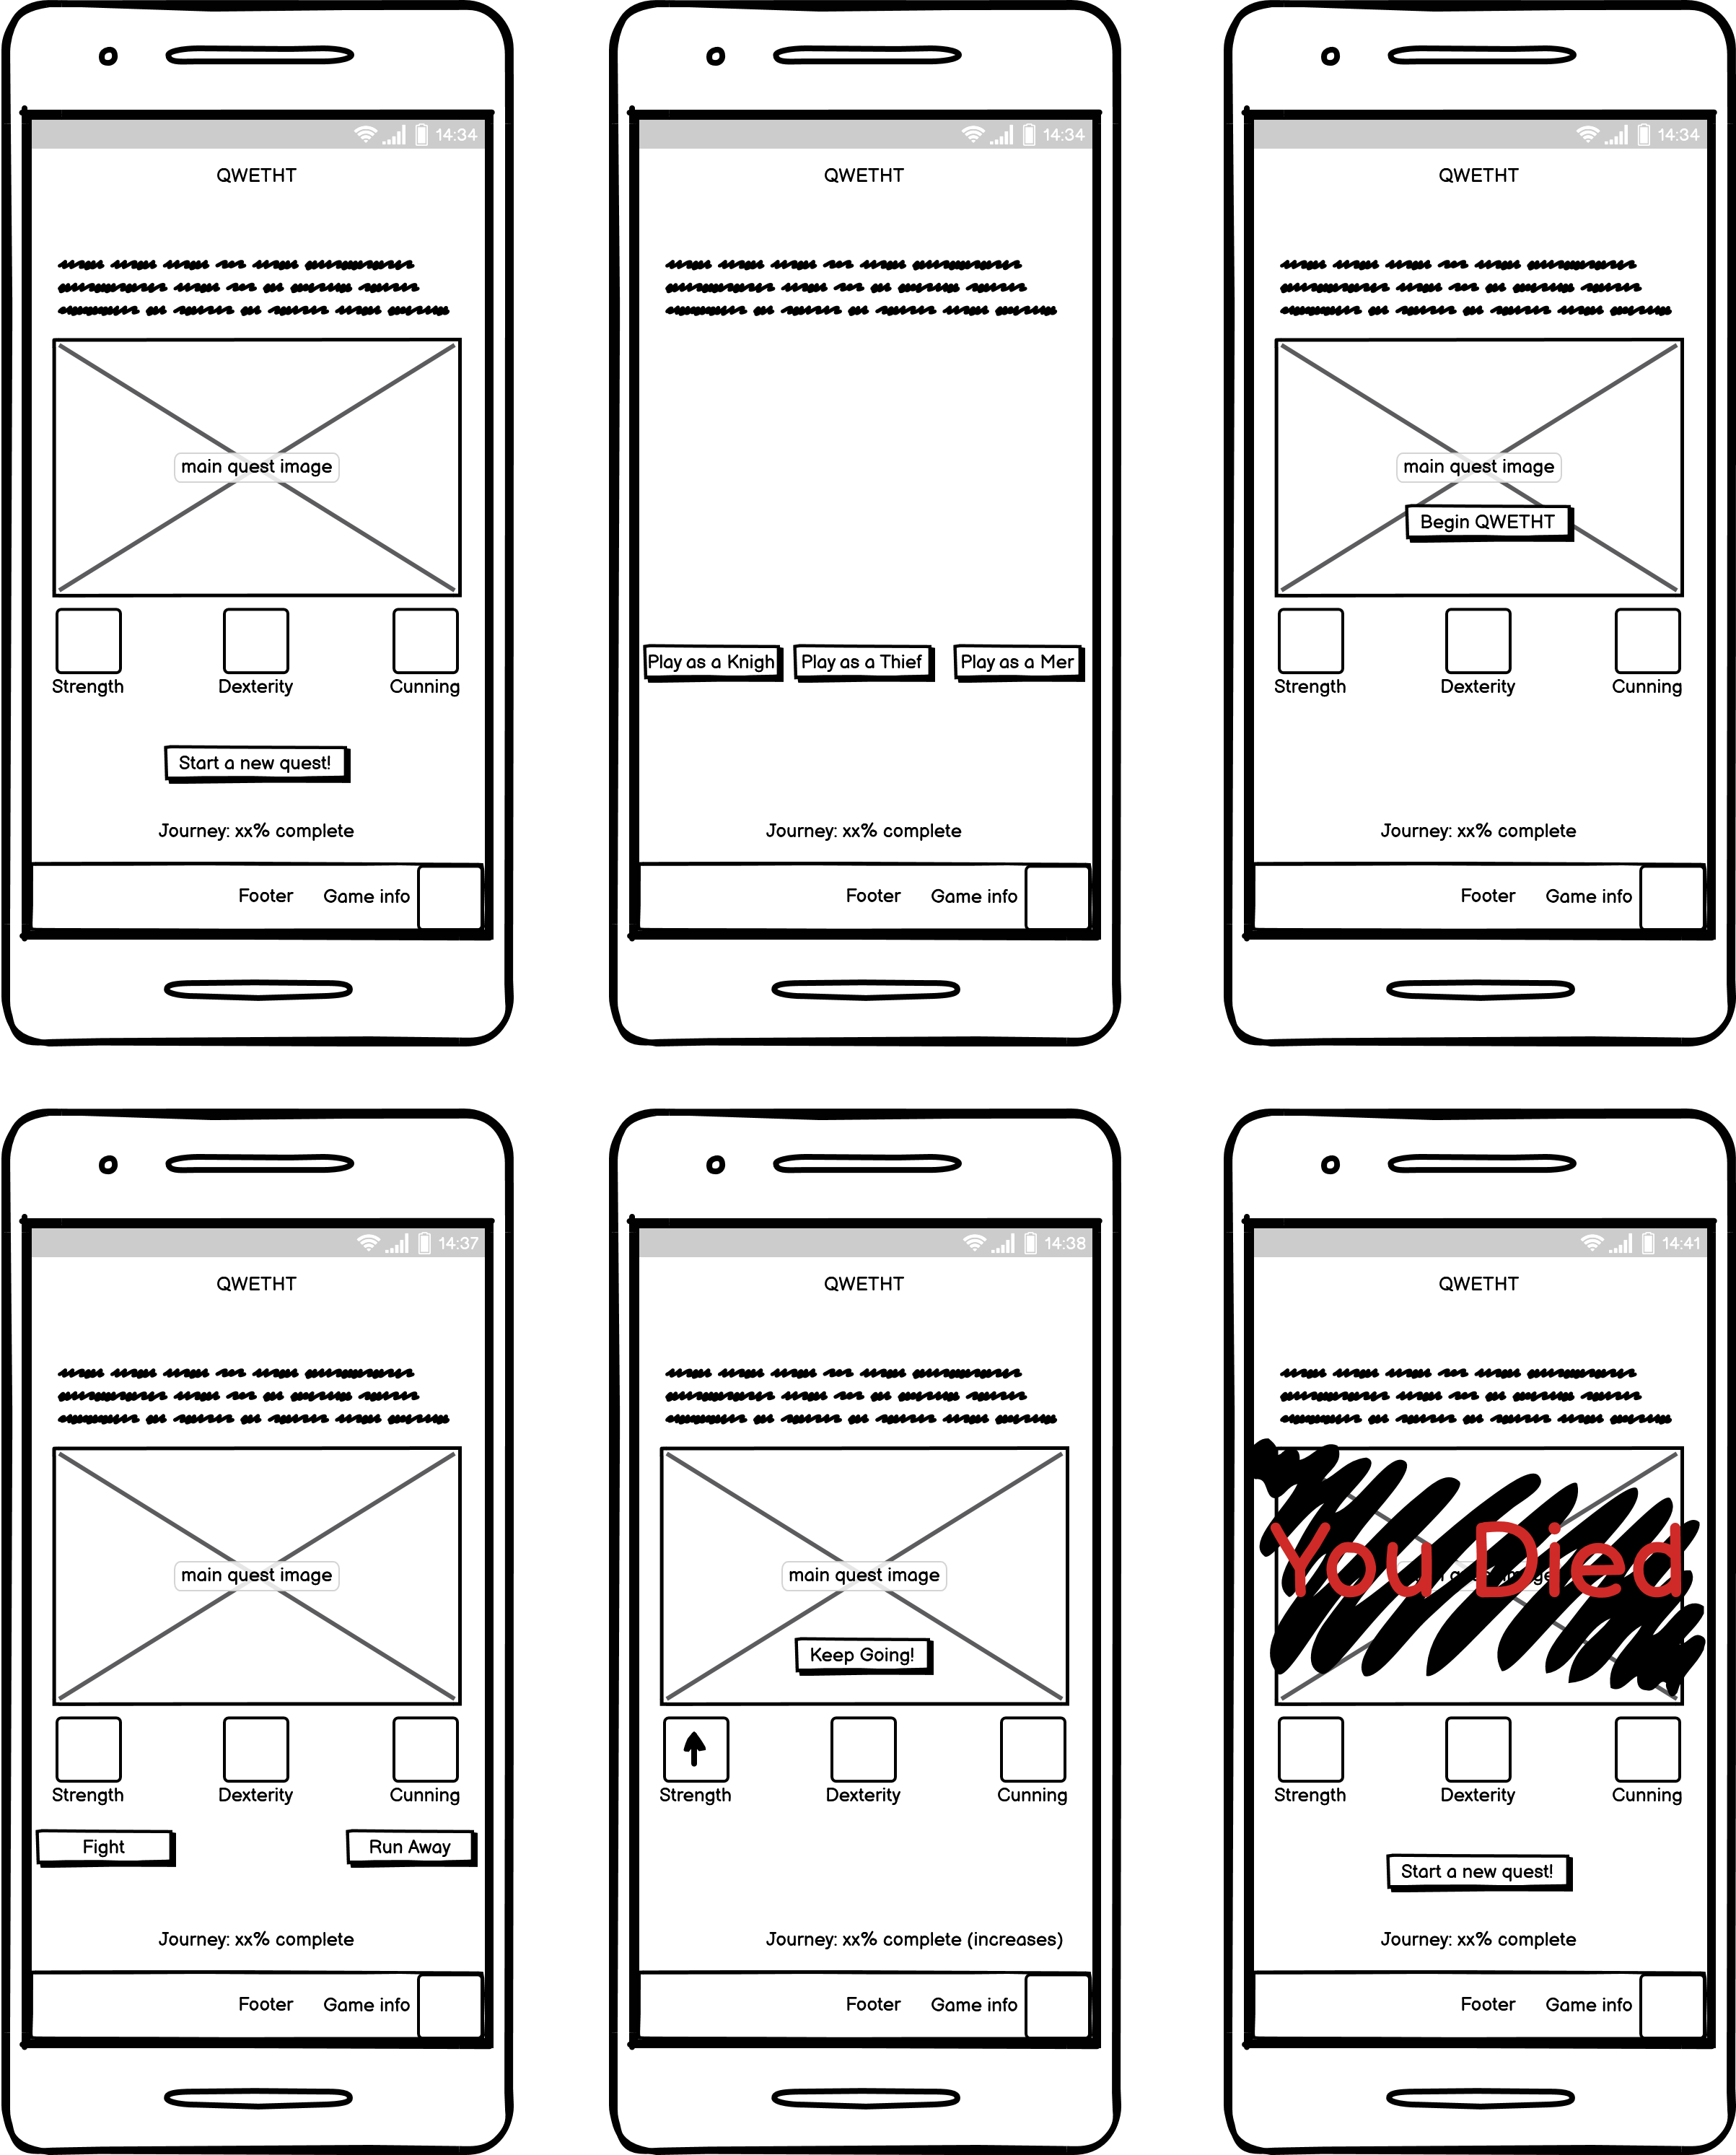 14:34
QWETHT
main quest image
Strength Dexterity Cunning
Start a new quest!
Journey: xx% complete
Footer Game info
14:34
QWETHT
Play as a Knigh Play as a Thief Play as a Mer
Journey: xx% complete
Footer Game info
14:34
QWETHT
main quest image
Begin QWETHT
Strength Dexterity Cunning
Journey: xx% complete
Footer Game info
14:37
QWETHT
main quest image
Strength Dexterity Cunning
Fight Run Away
Journey: xx% complete
Footer Game info
14:38
QWETHT
main quest image
Keep Going!
Strength Dexterity Cunning
Journey: xx% complete (increases)
Footer Game info
14:41
QWETHT
You Died
Strength Dexterity Cunning
Start a new quest!
Journey: xx% complete
Footer Game info